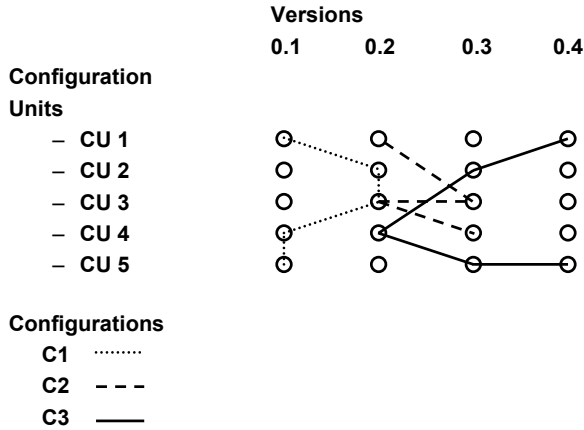 Versions
0.1 0.2 0.3 0.4
Configuration
Units
– CU 1
– CU 2
– CU 3
– CU 4
– CU 5
Configurations
C1
C2
C3